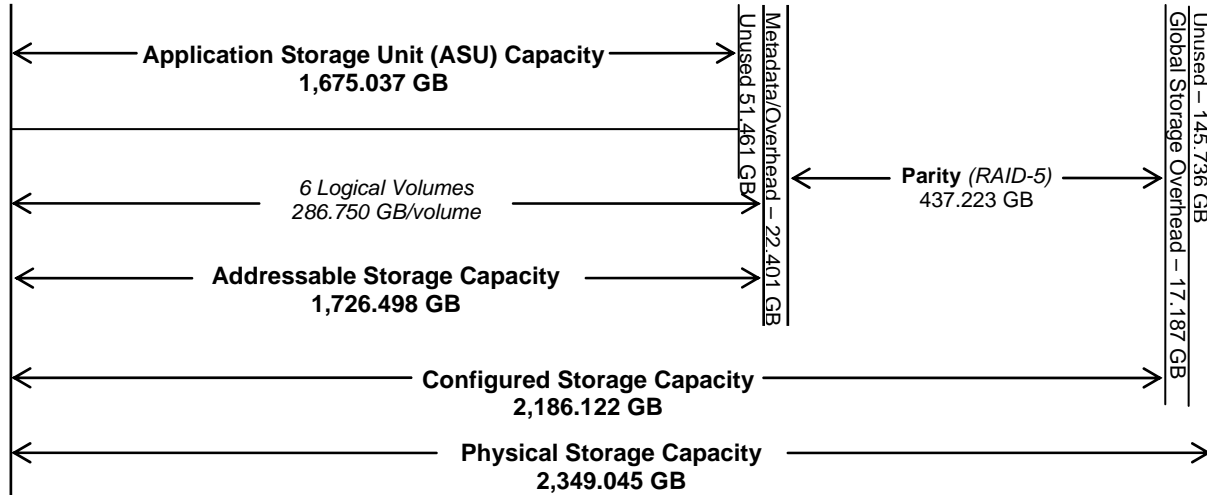 Application Storage Unit (ASU) Capacity
1,675.037 GB
Unused 51.461 GB
Metadata/Overhead – 22.401 GB
Unused – 145.736 GB
Global Storage Overhead – 17.187 GB
6 Logical Volumes
286.750 GB/volume
Parity (RAID-5)
437.223 GB
Addressable Storage Capacity
1,726.498 GB
Configured Storage Capacity
2,186.122 GB
Physical Storage Capacity
2,349.045 GB